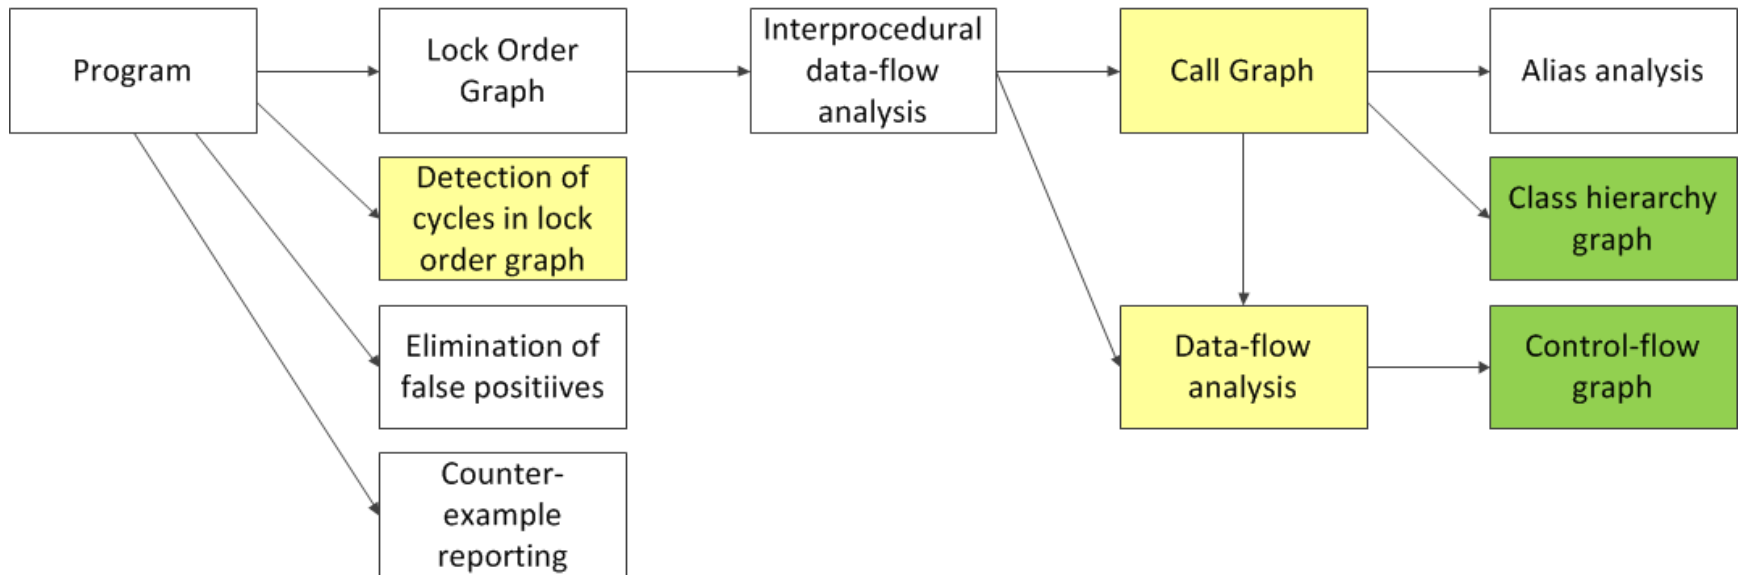 Program
Lock Order
Graph
Interprocedural
data-flow
analysis
Call Graph
Alias analysis
Detection of
cycles in lock
order graph
Class hierarchy
graph
Elimination of
false positiives
Data-flow
analysis
Control-flow
graph
Counter-
example
reporting